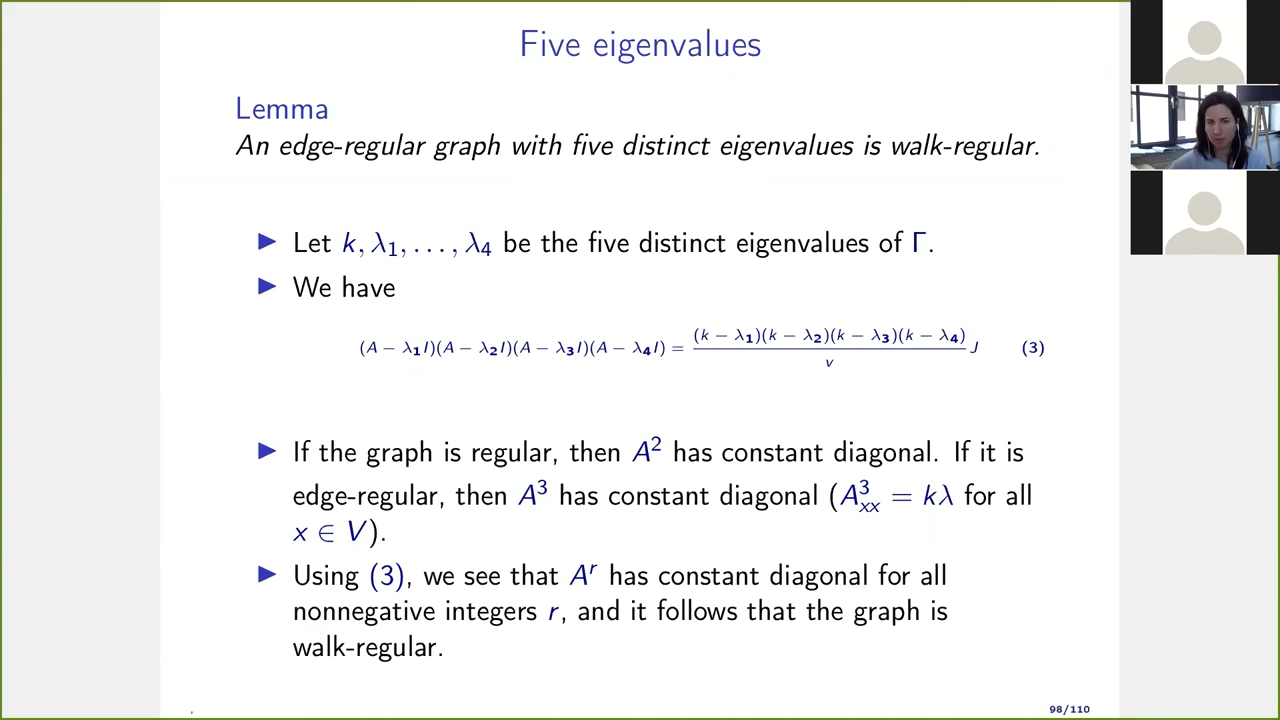 Five eigenvalues
Lemma
An edge-regular graph with five distinct eigenvalues is walk-regular.
▶ Let k, λ₁, . . . , λ₄ be the five distinct eigenvalues of Γ.
▶ We have
(A − λ₁I)(A − λ₂I)(A − λ₃I)(A − λ₄I) = (k − λ₁)(k − λ₂)(k − λ₃)(k − λ₄) / v J (3)
▶ If the graph is regular, then A² has constant diagonal. If it is
edge-regular, then A³ has constant diagonal (A³ₓₓ = kλ for all
x ∈ V).
▶ Using (3), we see that Aʳ has constant diagonal for all
nonnegative integers r, and it follows that the graph is
walk-regular.
98/110